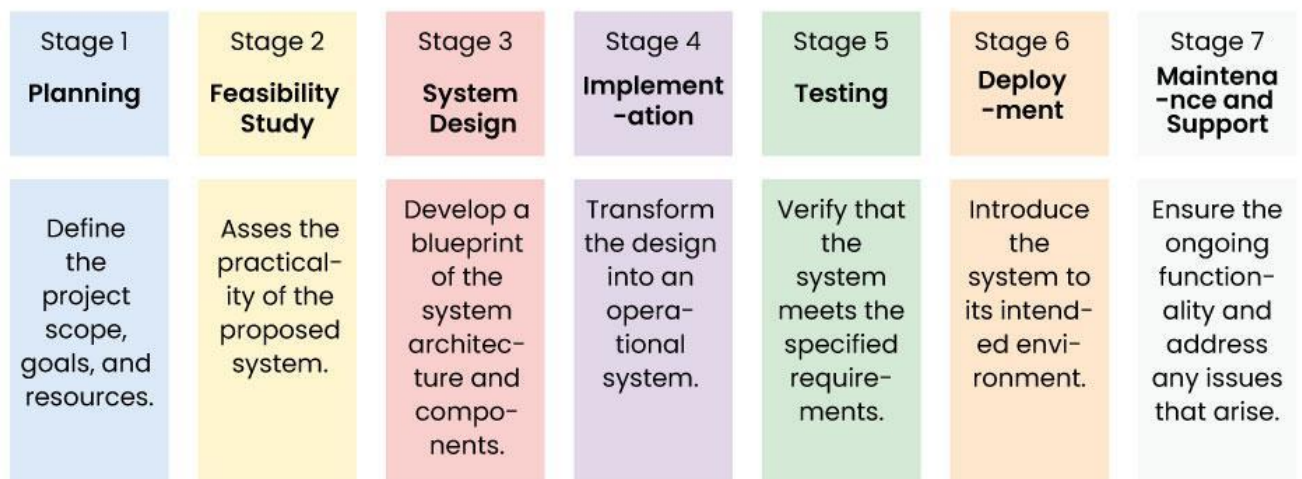 Stage 1
Planning
Stage 2
Feasibility
Study
Stage 3
System
Design
Stage 4
Implement
-ation
Stage 5
Testing
Stage 6
Deploy
-ment
Stage 7
Maintena
-nce and
Support
Define
the
project
scope,
goals, and
resources.
Asses the
practical-
ity of the
proposed
system.
Develop a
blueprint
of the
system
architec-
ture and
compo-
nents.
Transform
the design
into an
opera-
tional
system.
Verify that
the
system
meets the
specified
require-
ments.
Introduce
the
system to
its intend-
ed envi-
ronment.
Ensure the
ongoing
function-
ality and
address
any issues
that arise.